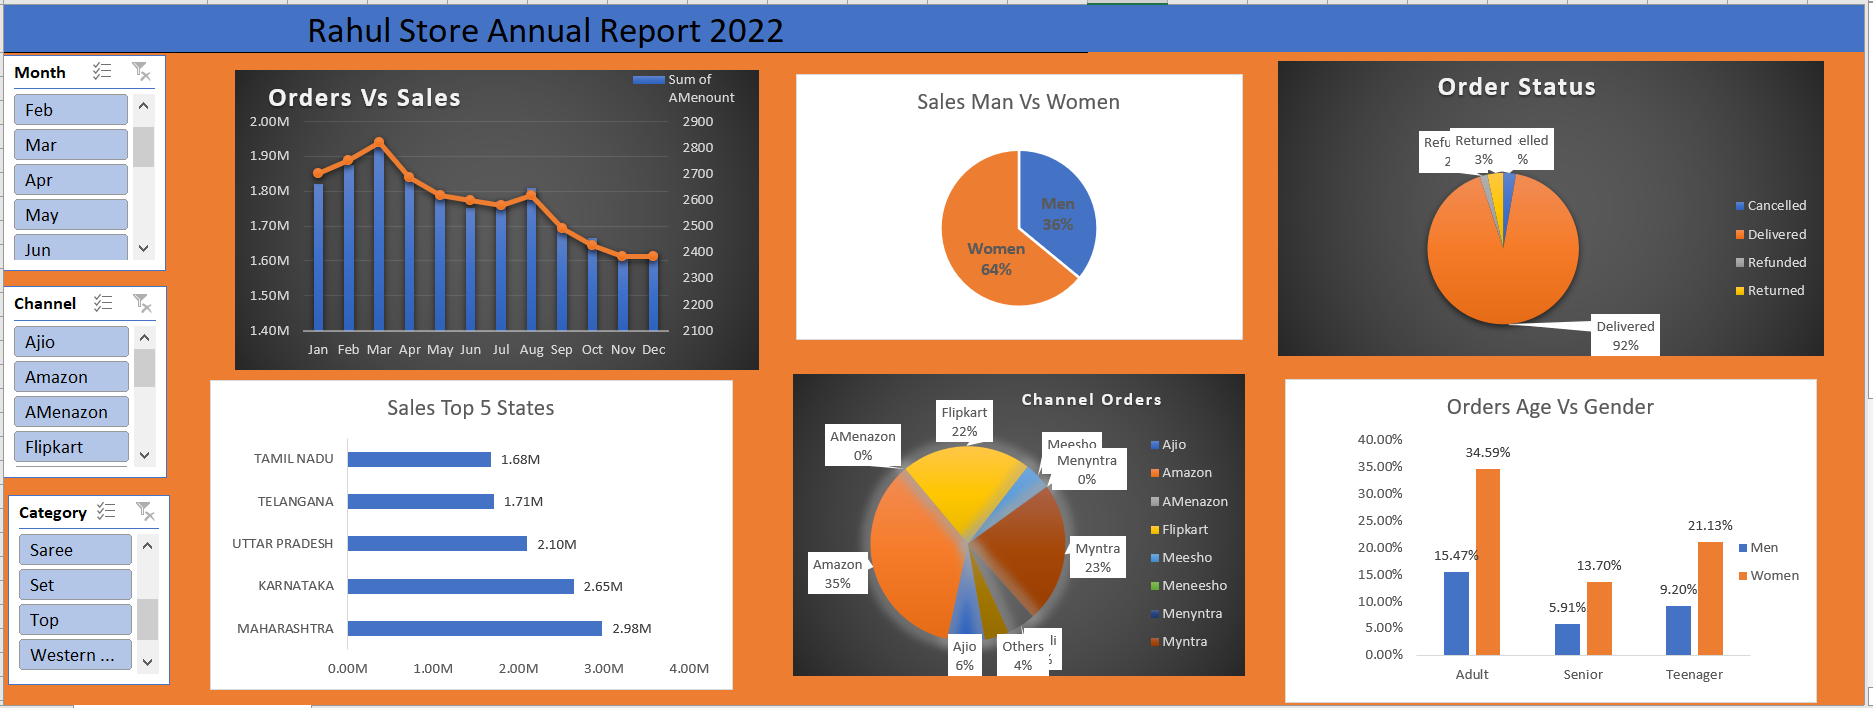 Rahul Store Annual Report 2022
Month
Feb
Mar
Apr
May
Jun
Channel
Ajio
Amazon
AMenazon
Flipkart
Category
Saree
Set
Top
Western ...
Orders Vs Sales
Sum of
AMenount
2.00M
1.90M
1.80M
1.70M
1.60M
1.50M
1.40M
2900
2800
2700
2600
2500
2400
2300
2200
2100
Jan Feb Mar Apr May Jun Jul Aug Sep Oct Nov Dec
Sales Man Vs Women
Men
36%
Women
64%
Order Status
Returned
3%
Delivered
92%
Cancelled
Delivered
Refunded
Returned
Sales Top 5 States
TAMIL NADU 1.68M
TELANGANA 1.71M
UTTAR PRADESH 2.10M
KARNATAKA 2.65M
MAHARASHTRA 2.98M
0.00M 1.00M 2.00M 3.00M 4.00M
Channel Orders
Flipkart
22%
AMenazon
0%
Meesho
Menyntra
0%
Myntra
23%
Amazon
35%
Ajio
6%
Others
4%
Ajio
Amazon
AMenazon
Flipkart
Meesho
Meneesho
Menyntra
Myntra
Orders Age Vs Gender
40.00%
35.00%
30.00%
25.00%
20.00%
15.00%
10.00%
5.00%
0.00%
15.47%
34.59%
5.91%
13.70%
9.20%
21.13%
Adult Senior Teenager
Men
Women